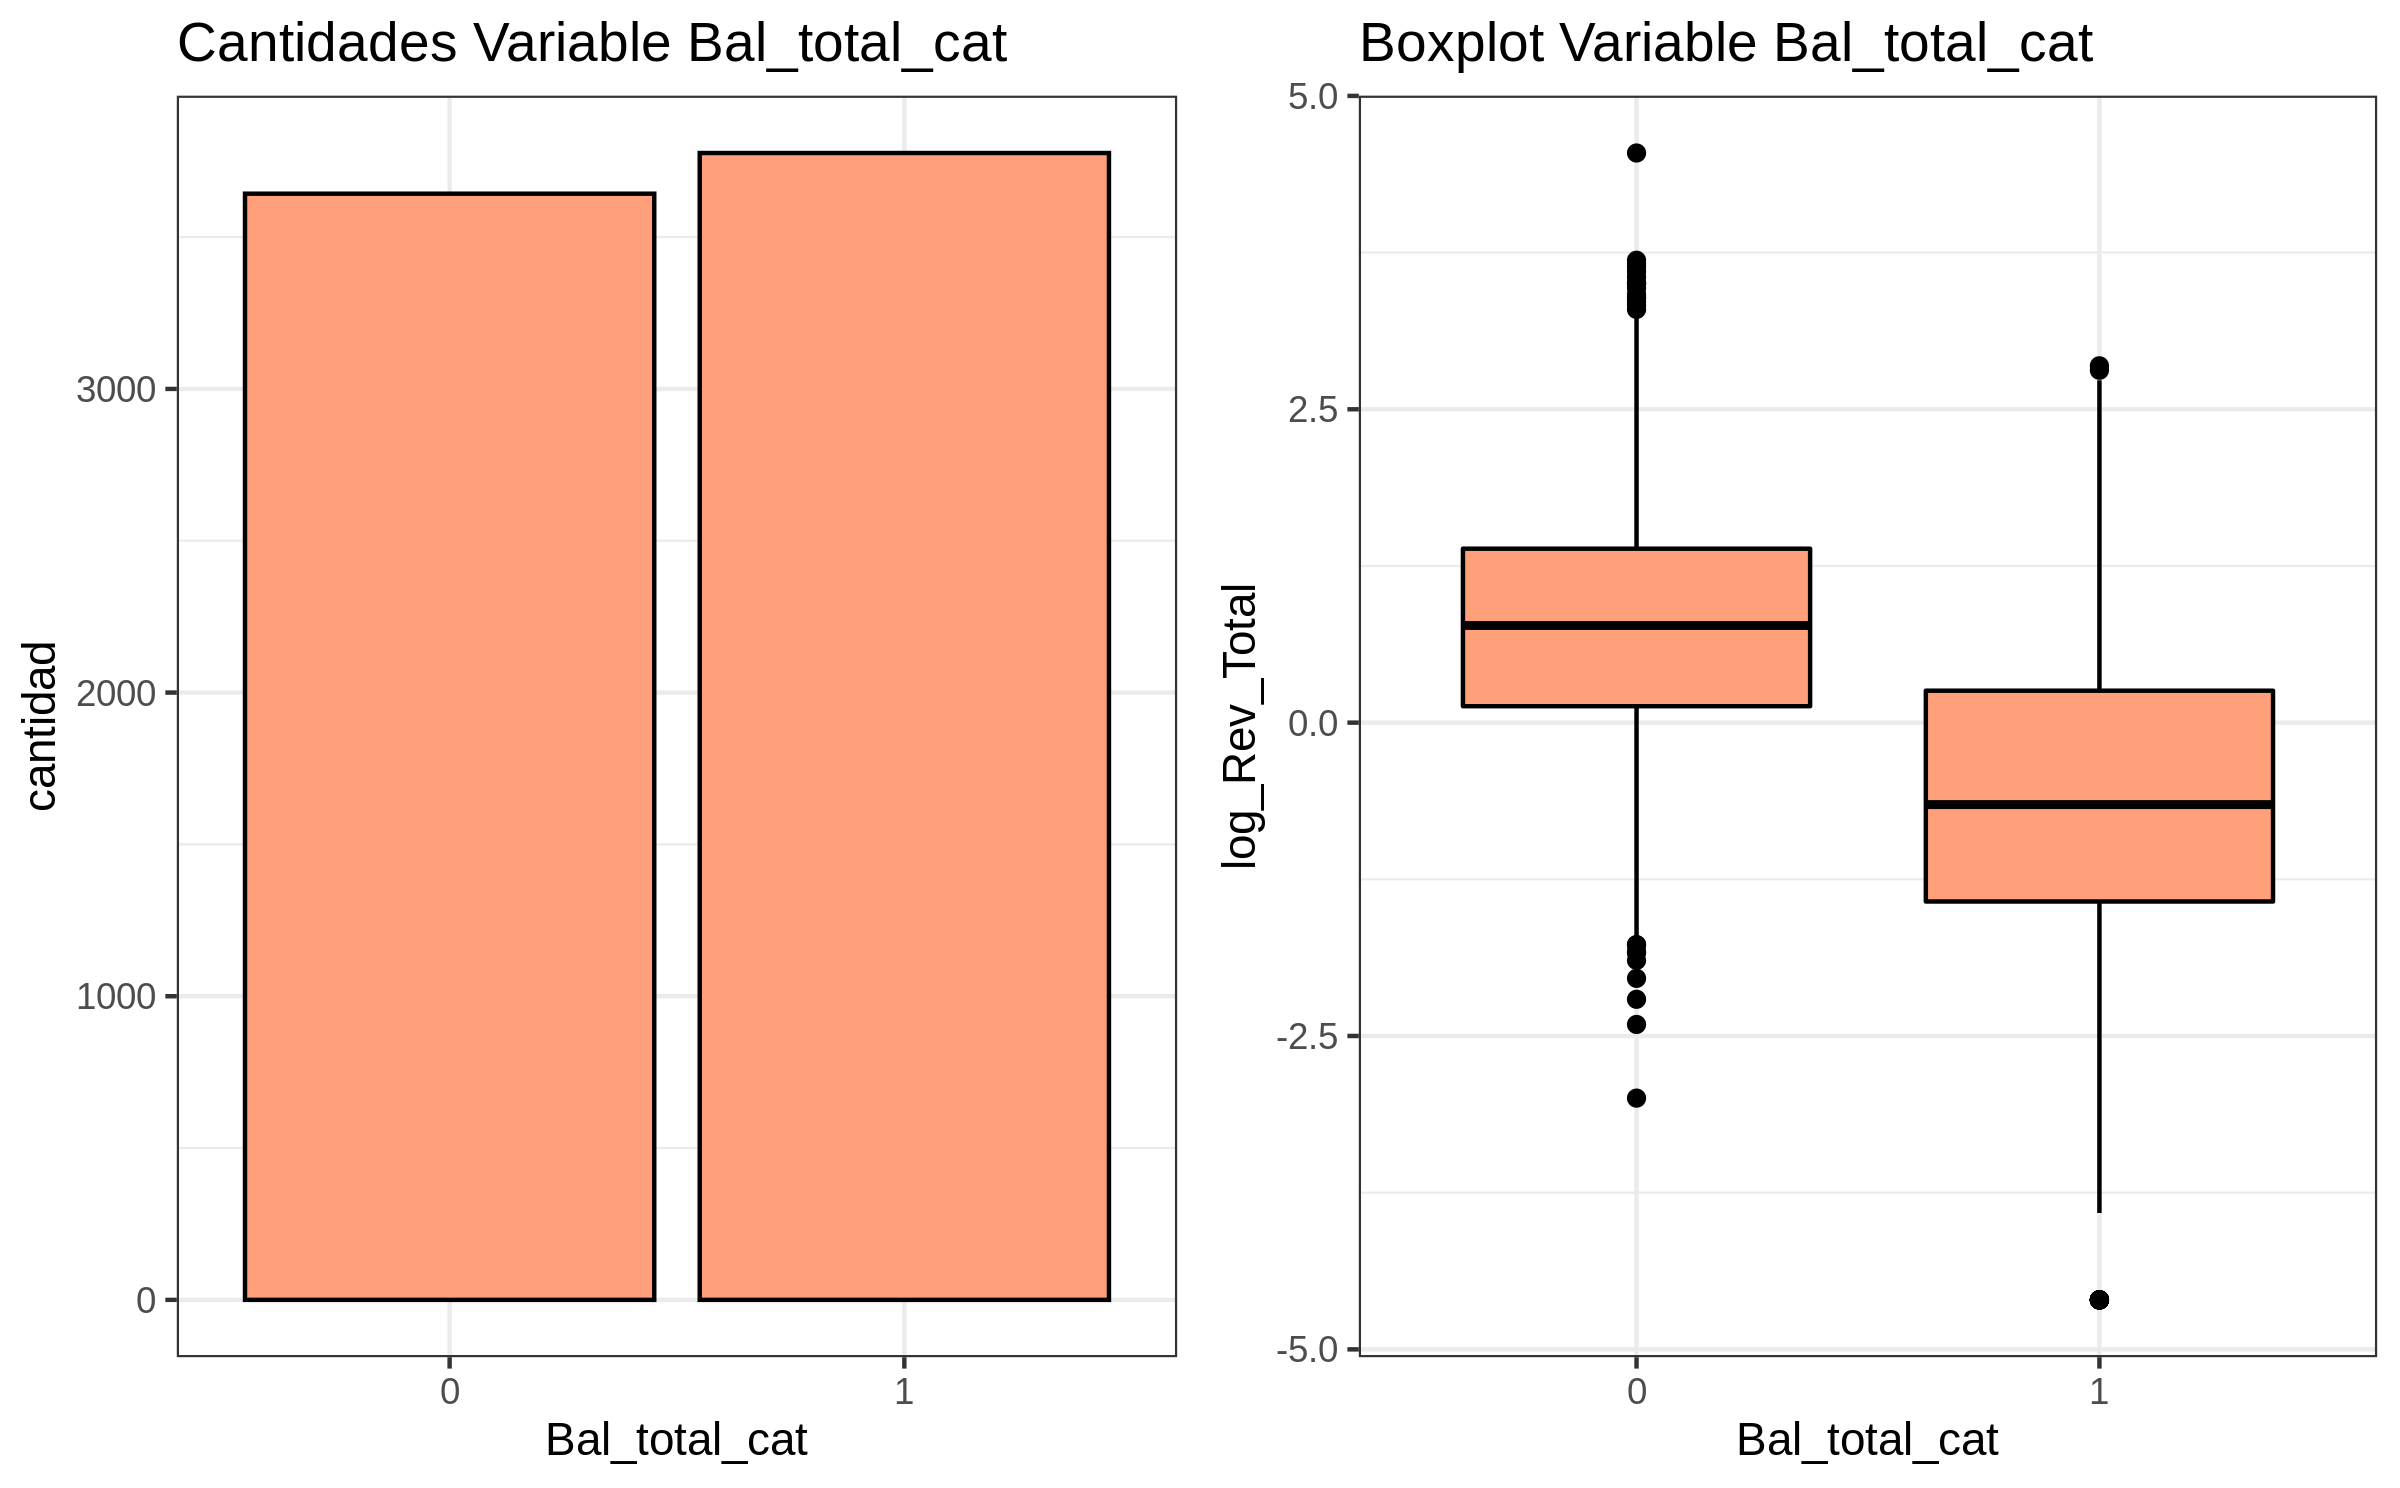 Cantidades Variable Bal_total_cat
cantidad
3000
2000
1000
0
0 1
Bal_total_cat
Boxplot Variable Bal_total_cat
log_Rev_Total
5.0
2.5
0.0
-2.5
-5.0
0 1
Bal_total_cat